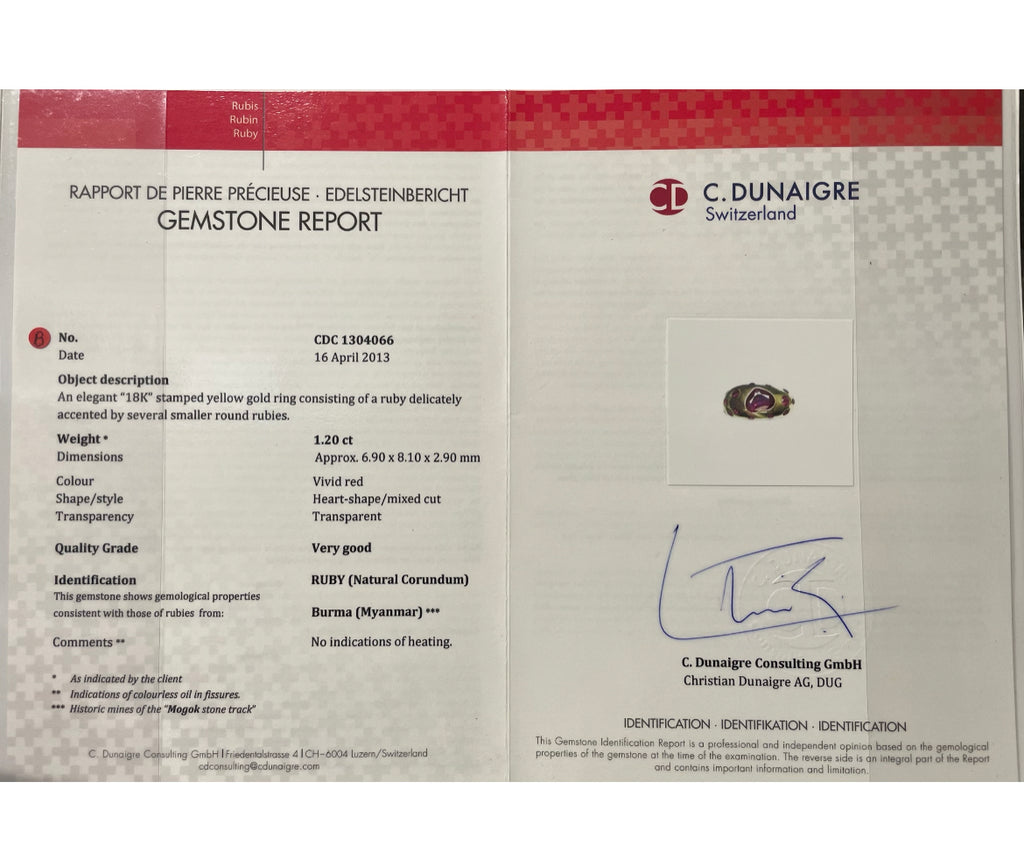 Rubis
Rubin
Ruby
RAPPORT DE PIERRE PRÉCIEUSE · EDELSTEINBERICHT
GEMSTONE REPORT
B No. CDC 1304066
Date 16 April 2013
Object description
An elegant "18K" stamped yellow gold ring consisting of a ruby delicately
accented by several smaller round rubies.
Weight * 1.20 ct
Dimensions Approx. 6.90 x 8.10 x 2.90 mm
Colour Vivid red
Shape/style Heart-shape/mixed cut
Transparency Transparent
Quality Grade Very good
Identification RUBY (Natural Corundum)
This gemstone shows gemological properties
consistent with those of rubies from: Burma (Myanmar) ***
Comments ** No indications of heating.
* As indicated by the client
** Indications of colourless oil in fissures.
*** Historic mines of the "Mogok stone track"
C. Dunaigre Consulting GmbH | Friedentalstrasse 4 | CH–6004 Luzern/Switzerland
cdconsulting@cdunaigre.com
CD C. DUNAIGRE
Switzerland
C. Dunaigre Consulting GmbH
Christian Dunaigre AG, DUG
IDENTIFICATION · IDENTIFIKATION · IDENTIFICATION
This Gemstone Identification Report is a professional and independent opinion based on the gemological
properties of the gemstone at the time of the examination. The reverse side is an integral part of the Report
and contains important information and limitation.